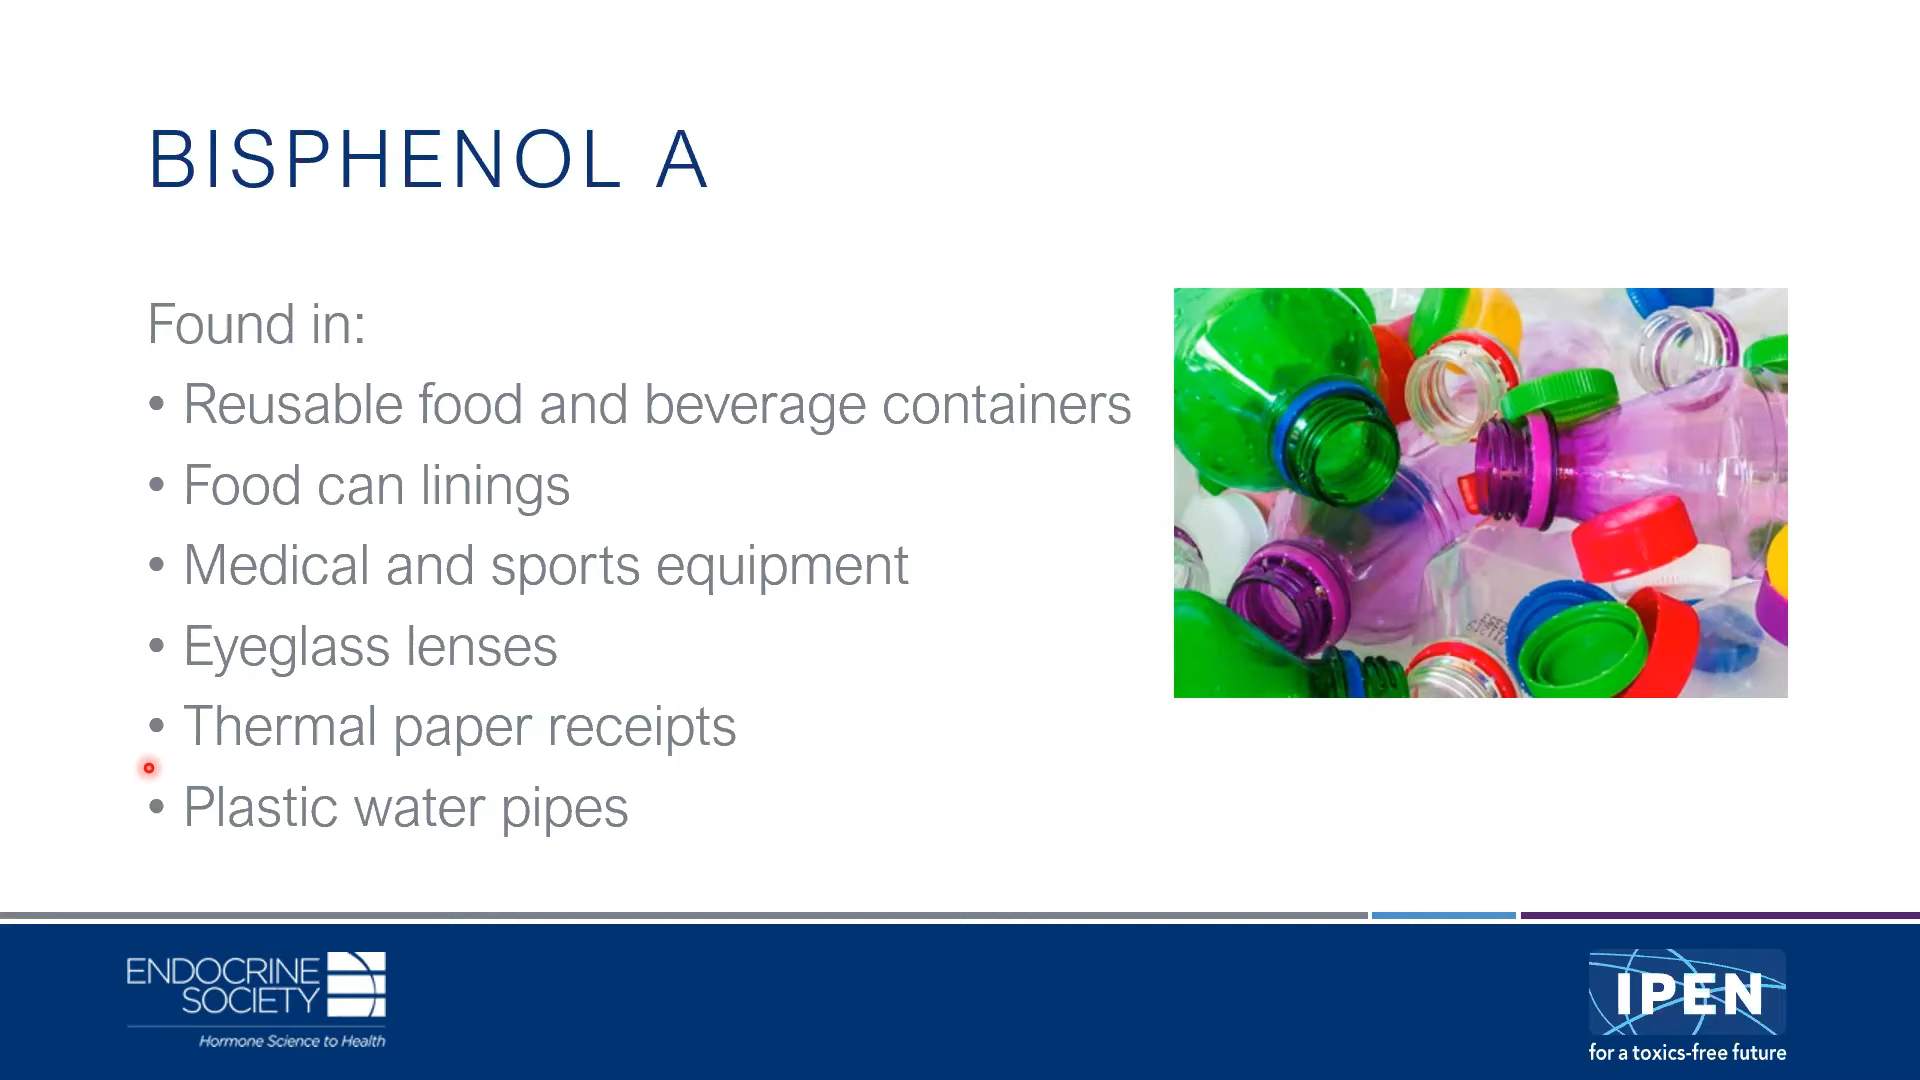 BISPHENOL A
Found in:
• Reusable food and beverage containers
• Food can linings
• Medical and sports equipment
• Eyeglass lenses
• Thermal paper receipts
• Plastic water pipes
ENDOCRINE
SOCIETY
Hormone Science to Health
IPEN
for a toxics-free future